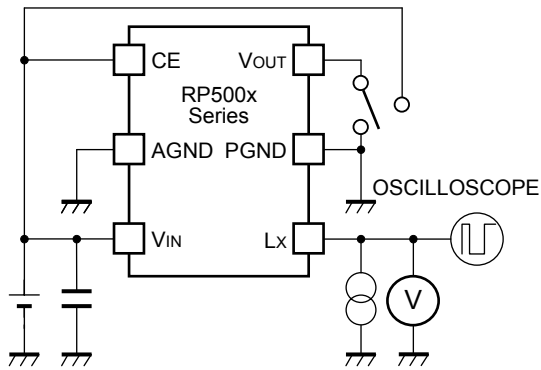 CE
VOUT
RP500x
Series
AGND
PGND
OSCILLOSCOPE
VIN
LX
V